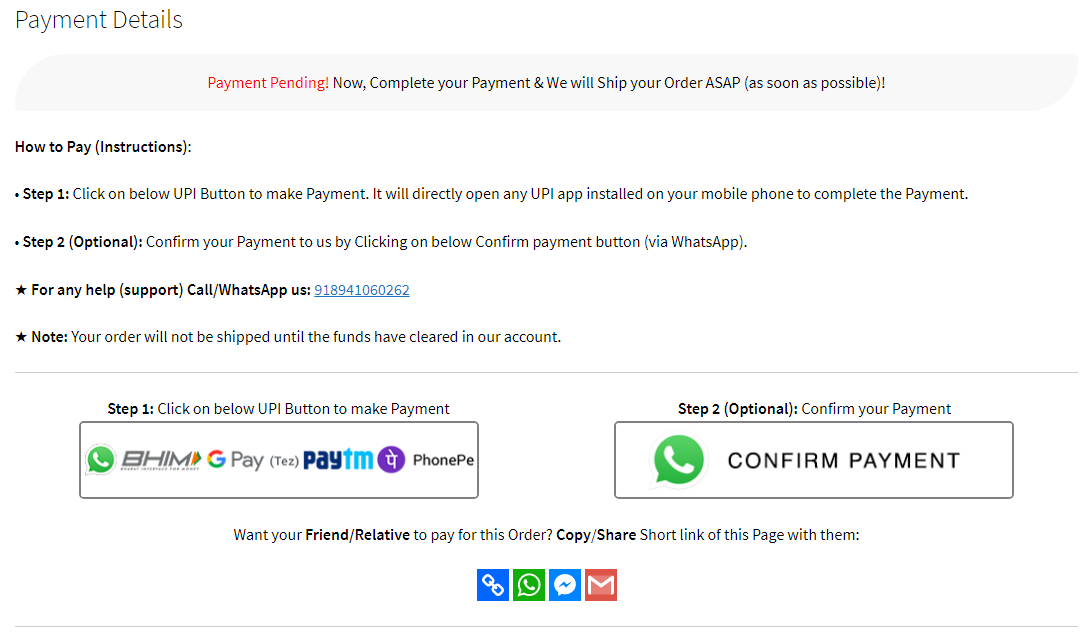 Payment Details
Payment Pending! Now, Complete your Payment & We will Ship your Order ASAP (as soon as possible)!
How to Pay (Instructions):
• Step 1: Click on below UPI Button to make Payment. It will directly open any UPI app installed on your mobile phone to complete the Payment.
• Step 2 (Optional): Confirm your Payment to us by Clicking on below Confirm payment button (via WhatsApp).
★ For any help (support) Call/WhatsApp us: 918941060262
★ Note: Your order will not be shipped until the funds have cleared in our account.
Step 1: Click on below UPI Button to make Payment
Step 2 (Optional): Confirm your Payment
BHIM G Pay (Tez) paytm पे PhonePe
BHARAT INTERFACE FOR MONEY
CONFIRM PAYMENT
Want your Friend/Relative to pay for this Order? Copy/Share Short link of this Page with them: